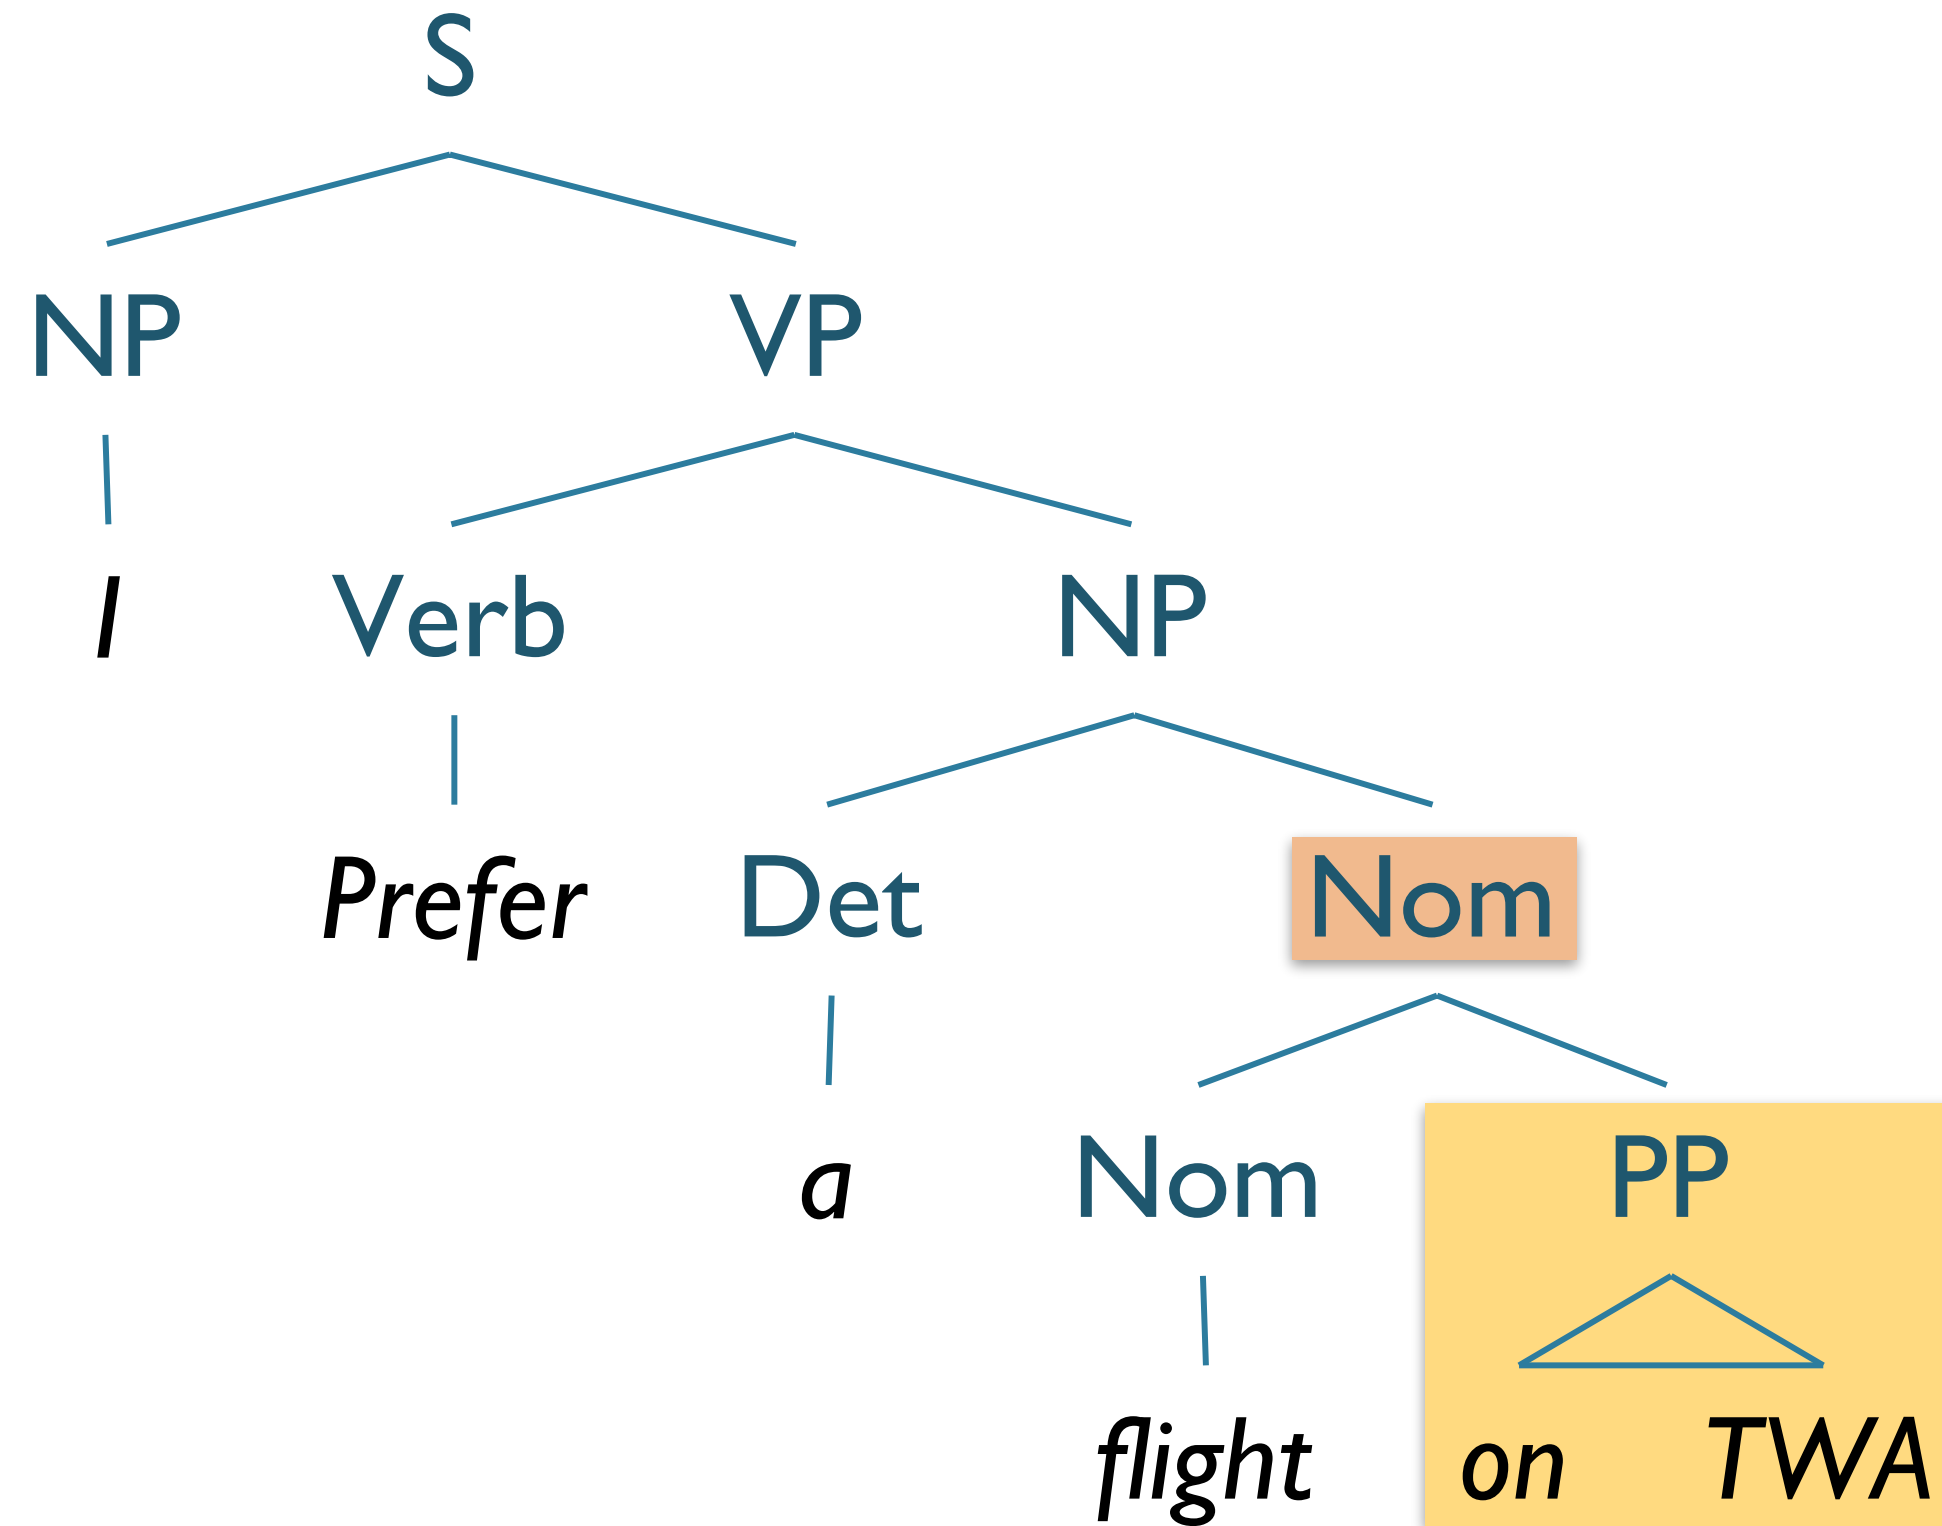 S
NP VP
I Verb NP
Prefer Det Nom
a Nom PP
flight on TWA